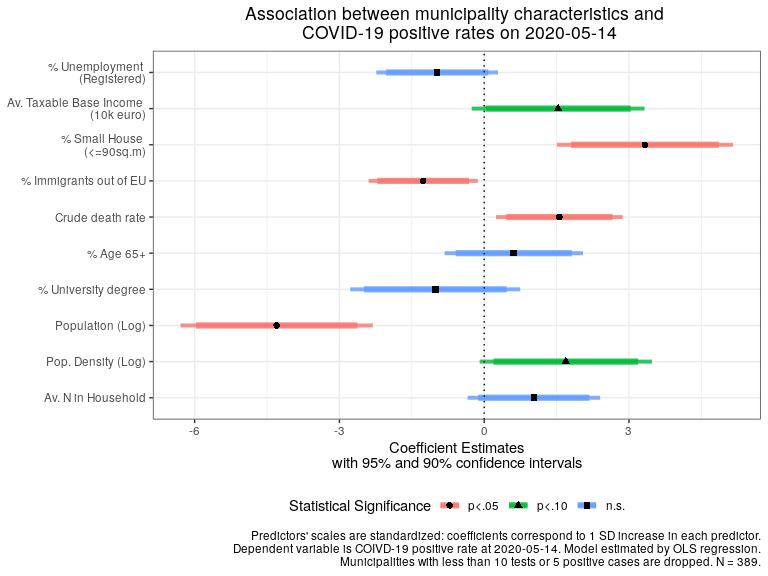 Association between municipality characteristics and
COVID-19 positive rates on 2020-05-14
% Unemployment
(Registered)
Av. Taxable Base Income
(10k euro)
% Small House
(<=90sq.m)
% Immigrants out of EU
Crude death rate
% Age 65+
% University degree
Population (Log)
Pop. Density (Log)
Av. N in Household
-6 -3 0 3
Coefficient Estimates
with 95% and 90% confidence intervals
Statistical Significance p<.05 p<.10 n.s.
Predictors' scales are standardized: coefficients correspond to 1 SD increase in each predictor.
Dependent variable is COIVD-19 positive rate at 2020-05-14. Model estimated by OLS regression.
Municipalities with less than 10 tests or 5 positive cases are dropped. N = 389.